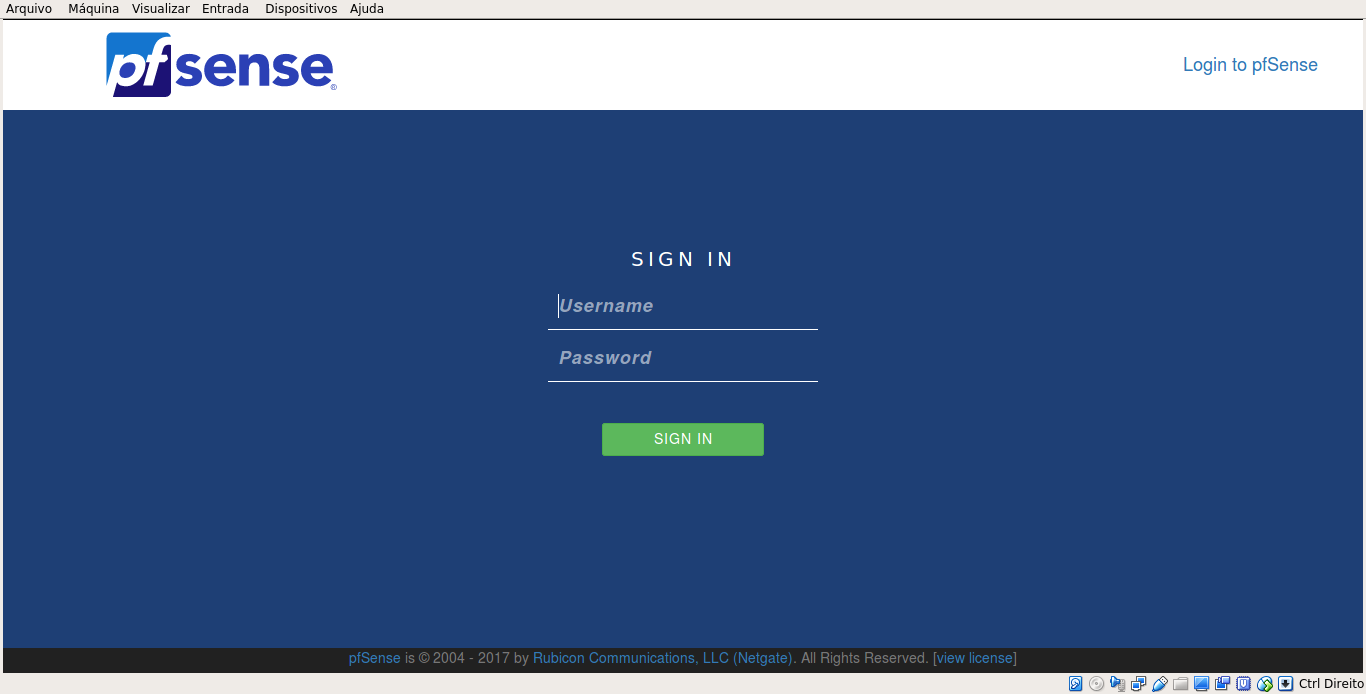 Arquivo Máquina Visualizar Entrada Dispositivos Ajuda
pfsense®
Login to pfSense
SIGN IN
Username
Password
SIGN IN
pfSense is © 2004 - 2017 by Rubicon Communications, LLC (Netgate). All Rights Reserved. [view license]
Ctrl Direito